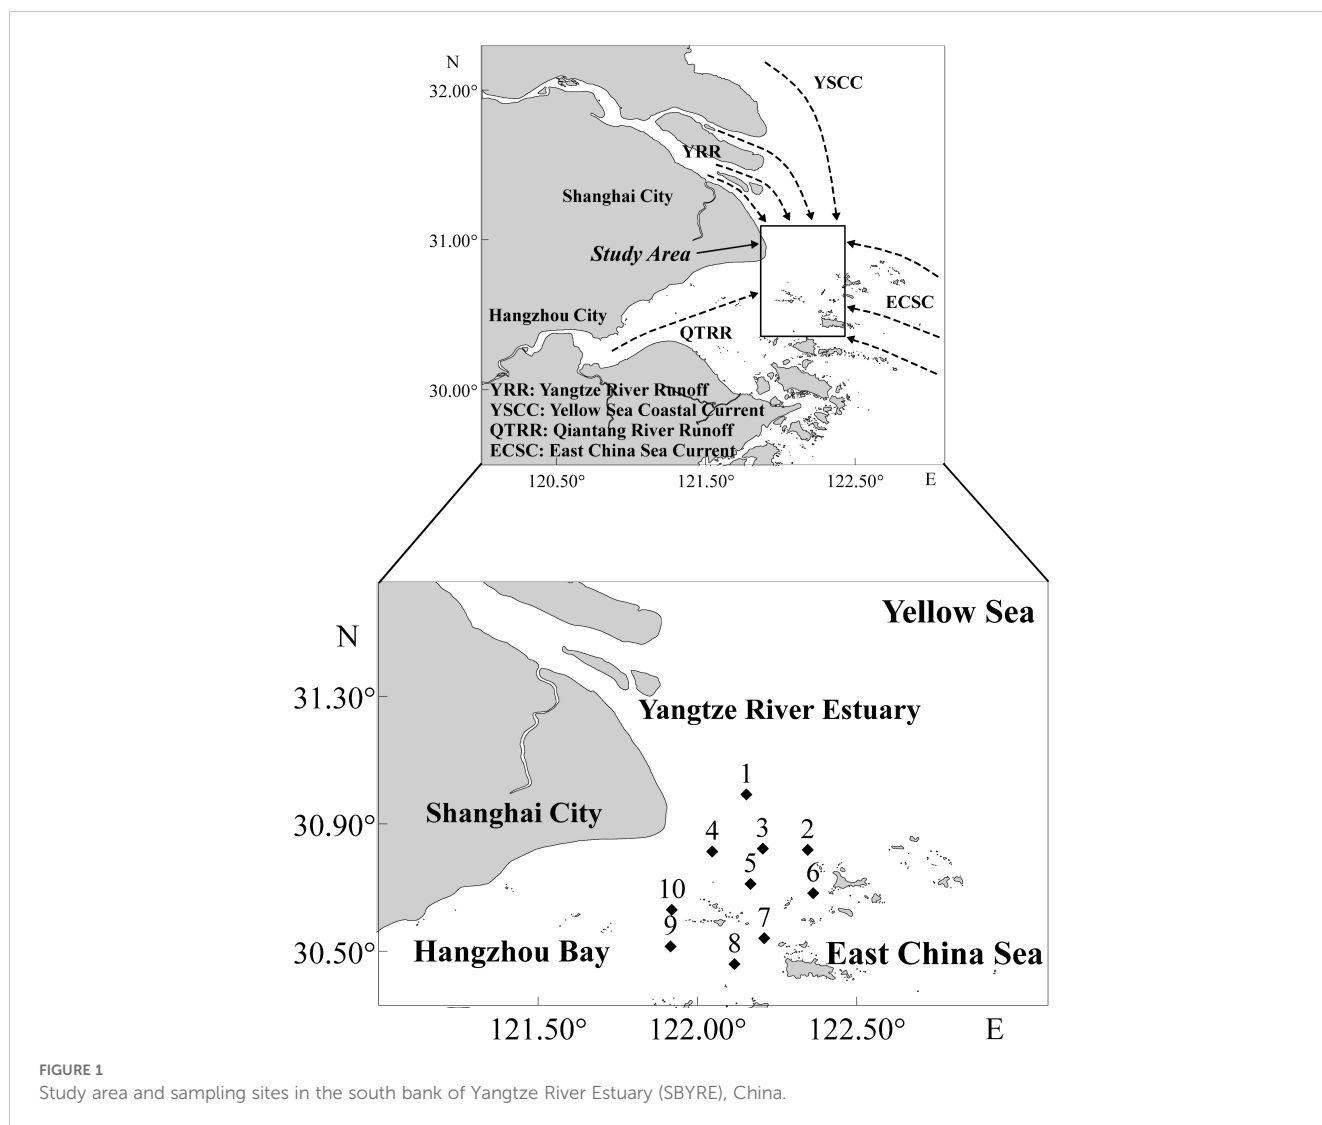 N
32.00°
YSCC
YRR
Shanghai City
31.00°
Study Area
ECSC
Hangzhou City
QTRR
30.00°
YRR: Yangtze River Runoff
YSCC: Yellow Sea Coastal Current
QTRR: Qiantang River Runoff
ECSC: East China Sea Current
120.50° 121.50° 122.50° E
Yellow Sea
N
31.30°
Yangtze River Estuary
1
30.90°
Shanghai City
4 3 2
5 6
10
9 7
8
30.50°
Hangzhou Bay
East China Sea
121.50° 122.00° 122.50° E
FIGURE 1
Study area and sampling sites in the south bank of Yangtze River Estuary (SBYRE), China.